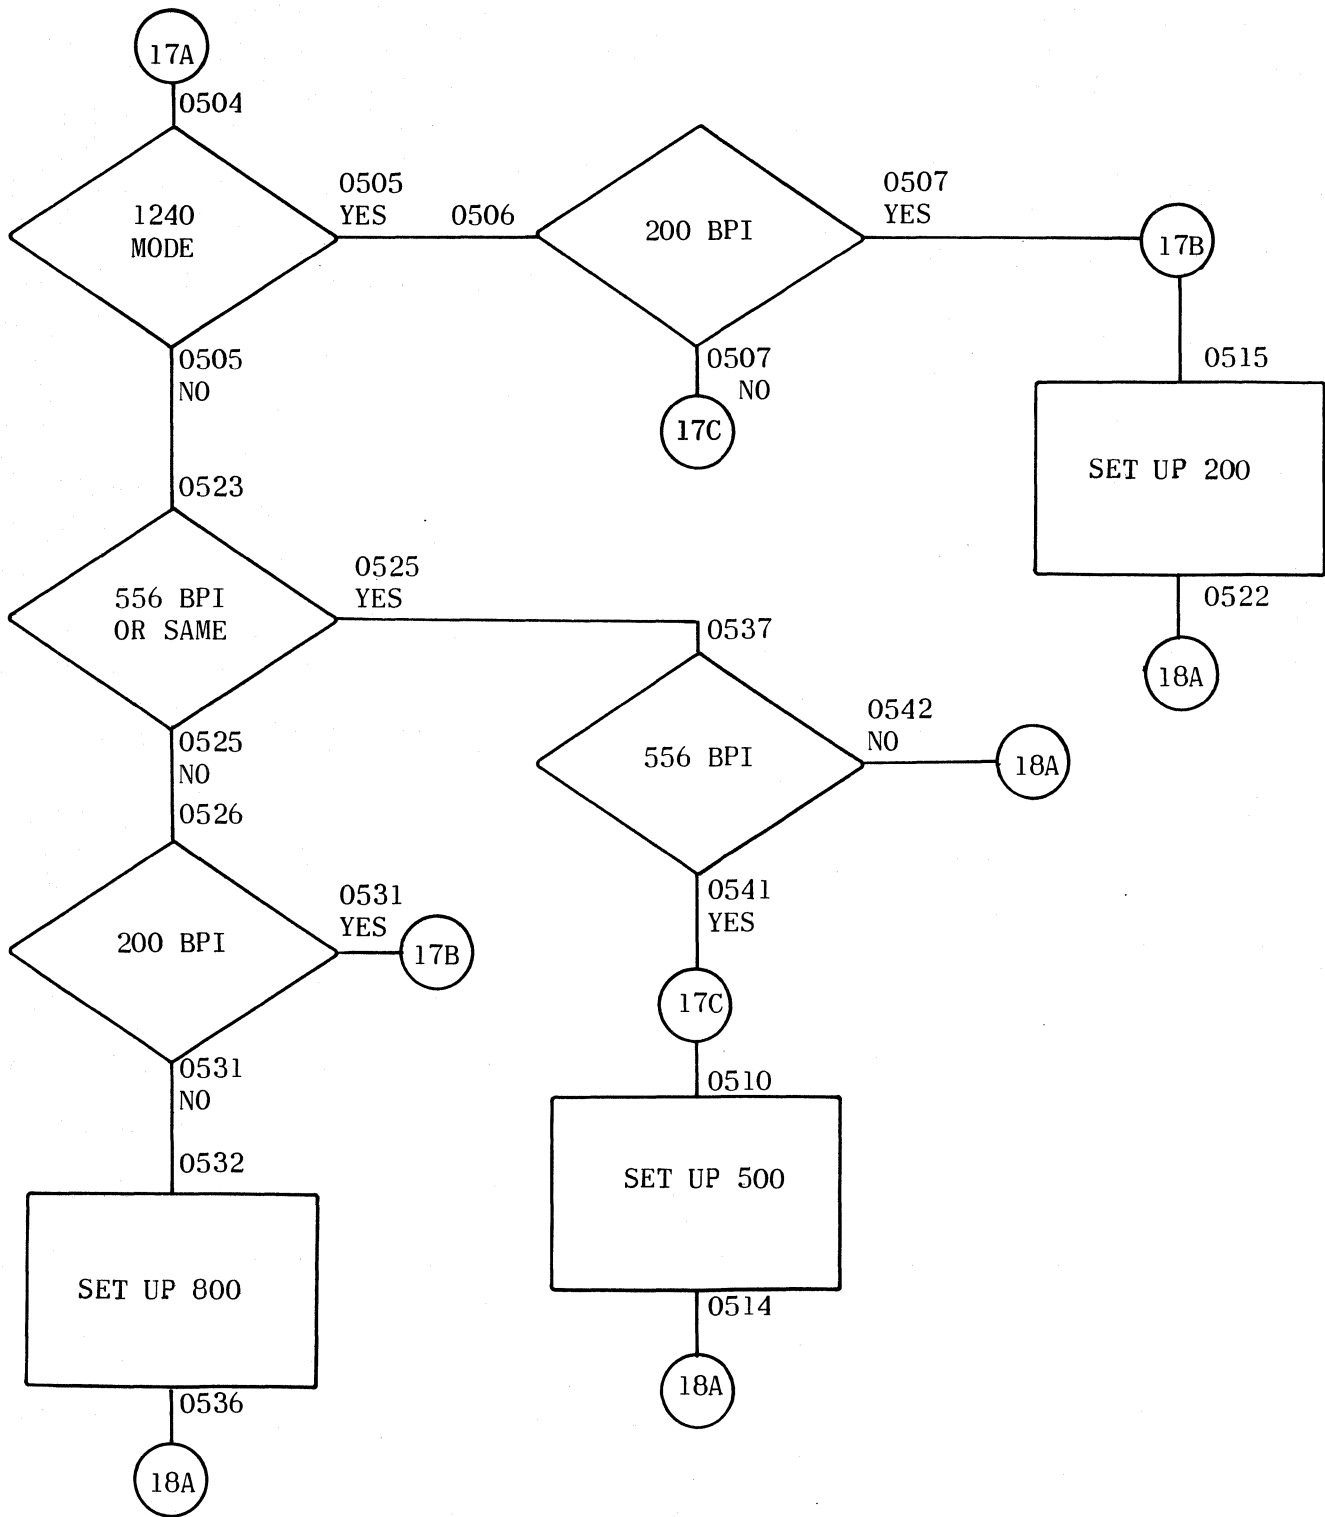 17A
0504
1240
MODE
0505
YES
0506
200 BPI
0507
YES
17B
0507
NO
17C
0515
SET UP 200
0522
18A
0505
NO
0523
556 BPI
OR SAME
0525
YES
0537
556 BPI
0542
NO
18A
0541
YES
17C
0510
SET UP 500
0514
18A
0525
NO
0526
200 BPI
0531
YES
17B
0531
NO
0532
SET UP 800
0536
18A